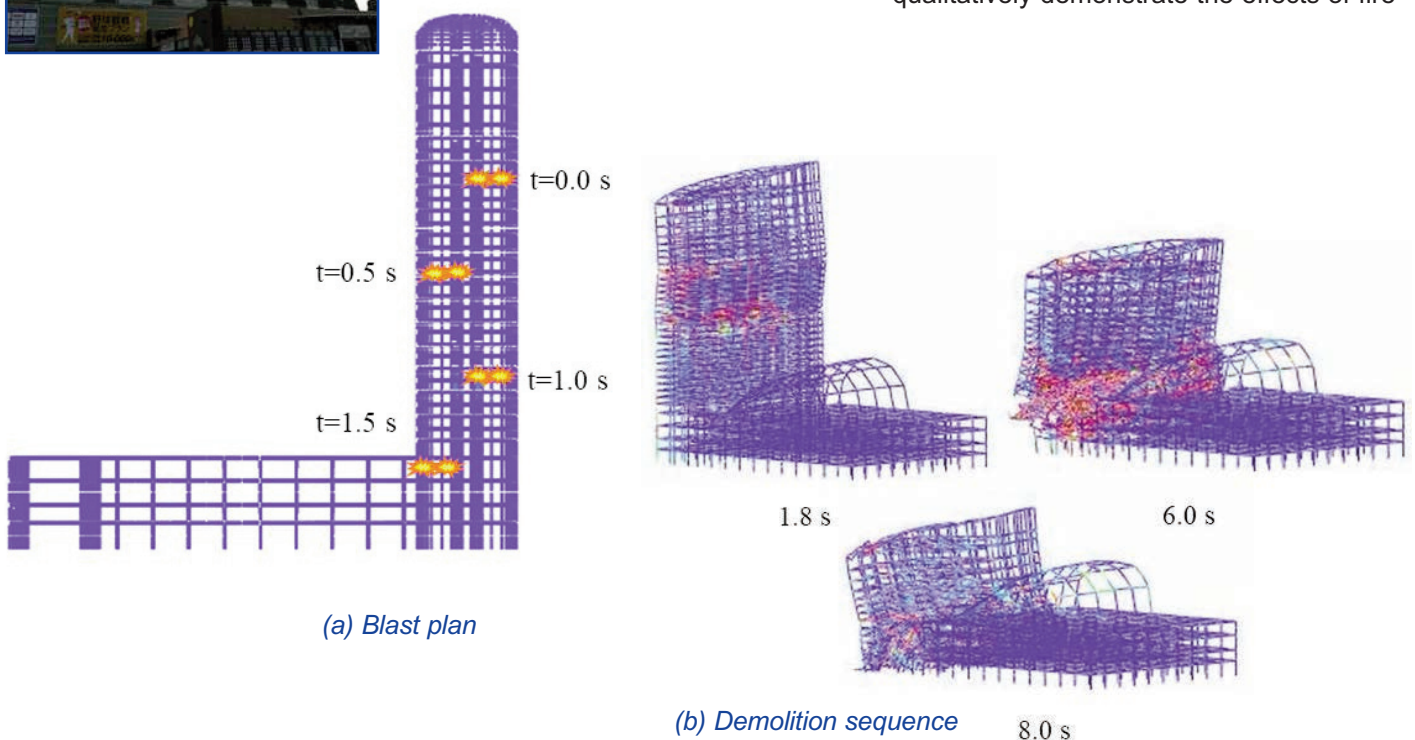 qualitatively demonstrate the effects of fire
t=0.0 s
t=0.5 s
t=1.0 s
t=1.5 s
(a) Blast plan
1.8 s
6.0 s
8.0 s
(b) Demolition sequence